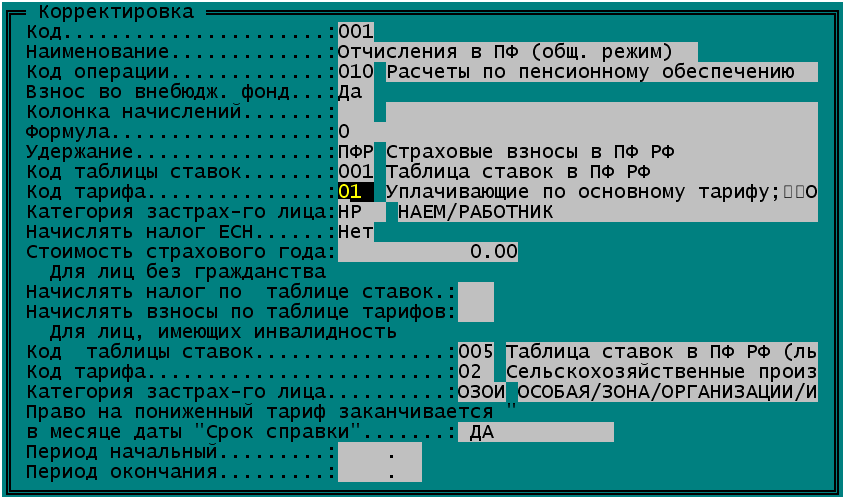 Корректировка
Код......................:001
Наименование.............:Отчисления в ПФ (общ. режим)
Код операции.............:010 Расчеты по пенсионному обеспечению
Взнос во внебюдж. фонд...:Да
Колонка начислений.......:
Формула..................:0
Удержание................:ПФР Страховые взносы в ПФ РФ
Код таблицы ставок.......:001 Таблица ставок в ПФ РФ
Код тарифа...............:01 Уплачивающие по основному тарифу;▯▯О
Категория застрах-го лица:НР НАЕМ/РАБОТНИК
Начислять налог ЕСН......:Нет
Стоимость страхового года: 0.00
Для лиц без гражданства
Начислять налог по таблице ставок.:
Начислять взносы по таблице тарифов:
Для лиц, имеющих инвалидность
Код таблицы ставок.................:005 Таблица ставок в ПФ РФ (ль
Код тарифа.........................:02 Сельскохозяйственные произ
Категория застрах-го лица..........:ОЗОИ ОСОБАЯ/ЗОНА/ОРГАНИЗАЦИИ/И
Право на пониженный тариф заканчивается "
в месяце даты "Срок справки".......: ДА
Период начальный.........: .
Период окончания.........: .